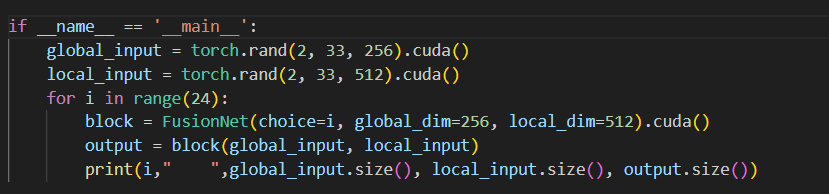 if __name__ == '__main__':
    global_input = torch.rand(2, 33, 256).cuda()
    local_input = torch.rand(2, 33, 512).cuda()
    for i in range(24):
        block = FusionNet(choice=i, global_dim=256, local_dim=512).cuda()
        output = block(global_input, local_input)
        print(i,"    ",global_input.size(), local_input.size(), output.size())